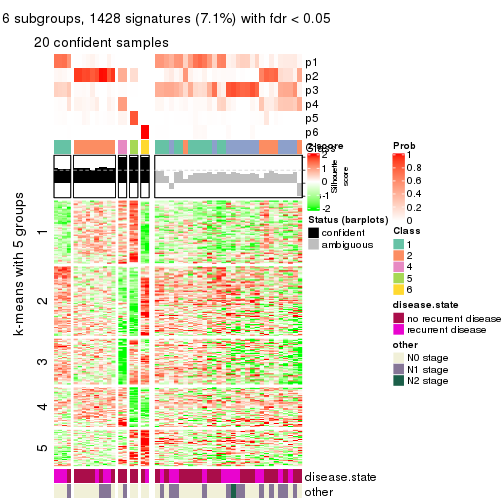 6 subgroups, 1428 signatures (7.1%) with fdr < 0.05
20 confident samples
p1
p2
p3
p4
p5
p6
Class
z-score
2
1
0
-1
-2
1
0
Silhouette
score
Prob
1
0.8
0.6
0.4
0.2
0
Status (barplots)
confident
ambiguous
Class
1
2
4
5
6
disease.state
no recurrent disease
recurrent disease
other
N0 stage
N1 stage
N2 stage
k-means with 5 groups
1
2
3
4
5
disease.state
other